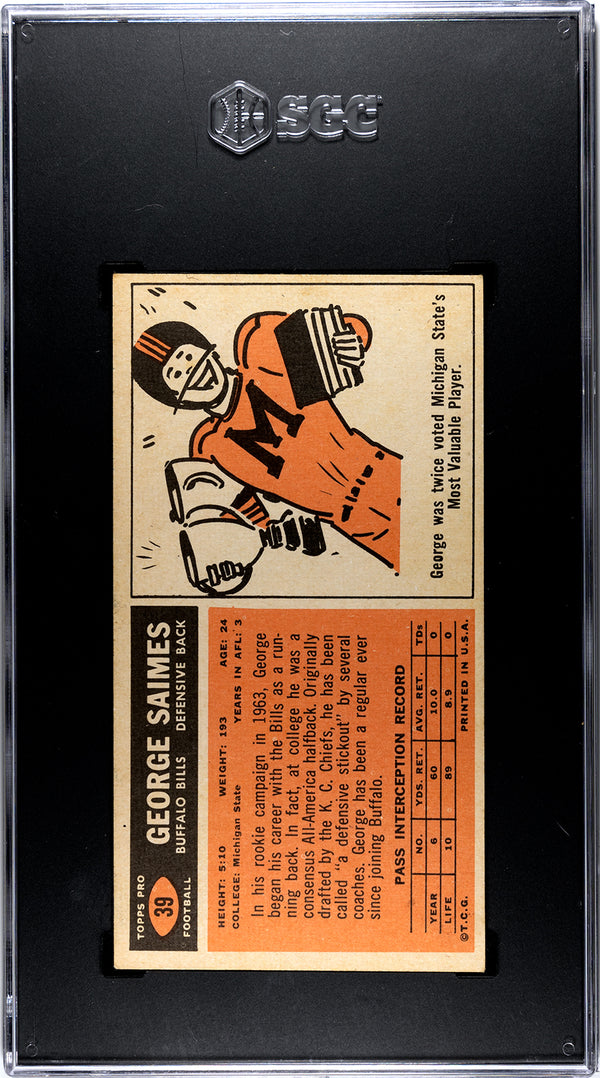 SGC
TOPPS PRO
39
FOOTBALL
GEORGE SAIMES
BUFFALO BILLS DEFENSIVE BACK
HEIGHT: 5:10 WEIGHT: 193 AGE: 24
COLLEGE: Michigan State YEARS IN AFL: 3
In his rookie campaign in 1963, George
began his career with the Bills as a run-
ning back. In fact, at college he was a
consensus All-America halfback. Originally
drafted by the K. C. Chiefs, he has been
called "a defensive stickout" by several
coaches. George has been a regular ever
since joining Buffalo.
PASS INTERCEPTION RECORD
NO. YDS. RET. AVG. RET. TDs
YEAR 6 60 10.0 0
LIFE 10 89 8.9 0
©T.C.G. PRINTED IN U.S.A.
M
George was twice voted Michigan State's
Most Valuable Player.